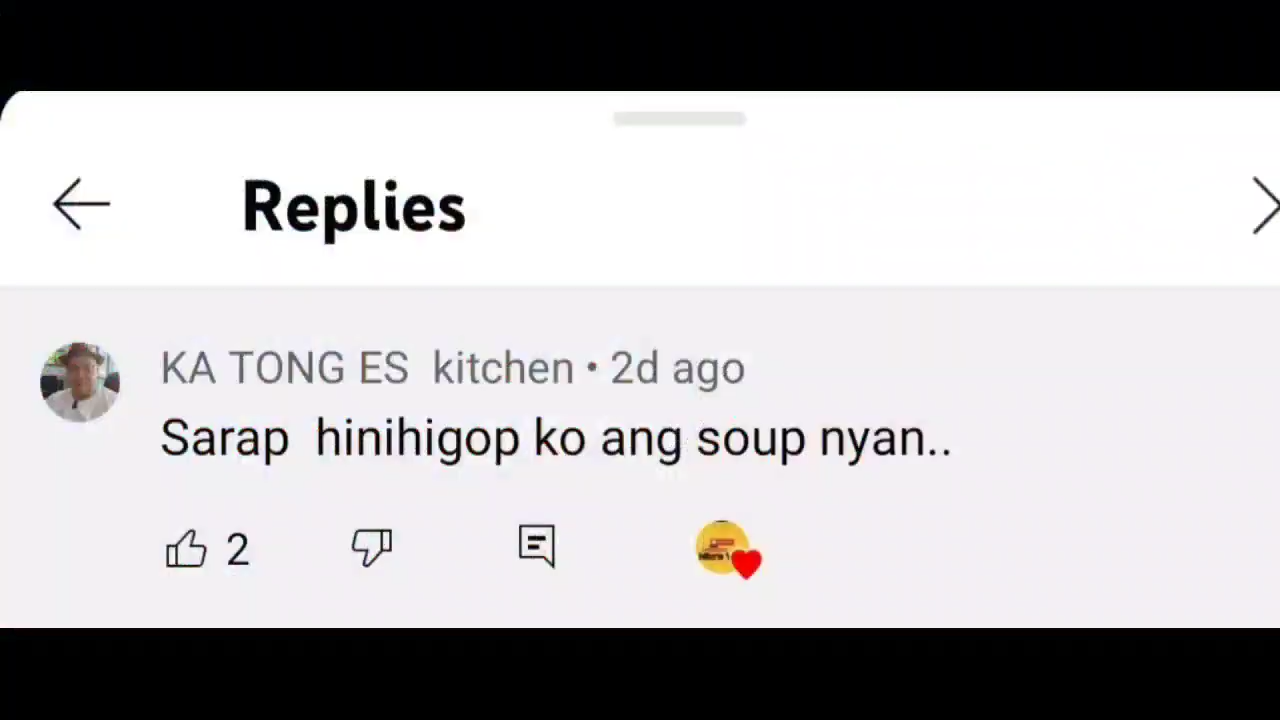 Replies
KA TONG ES kitchen • 2d ago
Sarap hinihigop ko ang soup nyan..
2